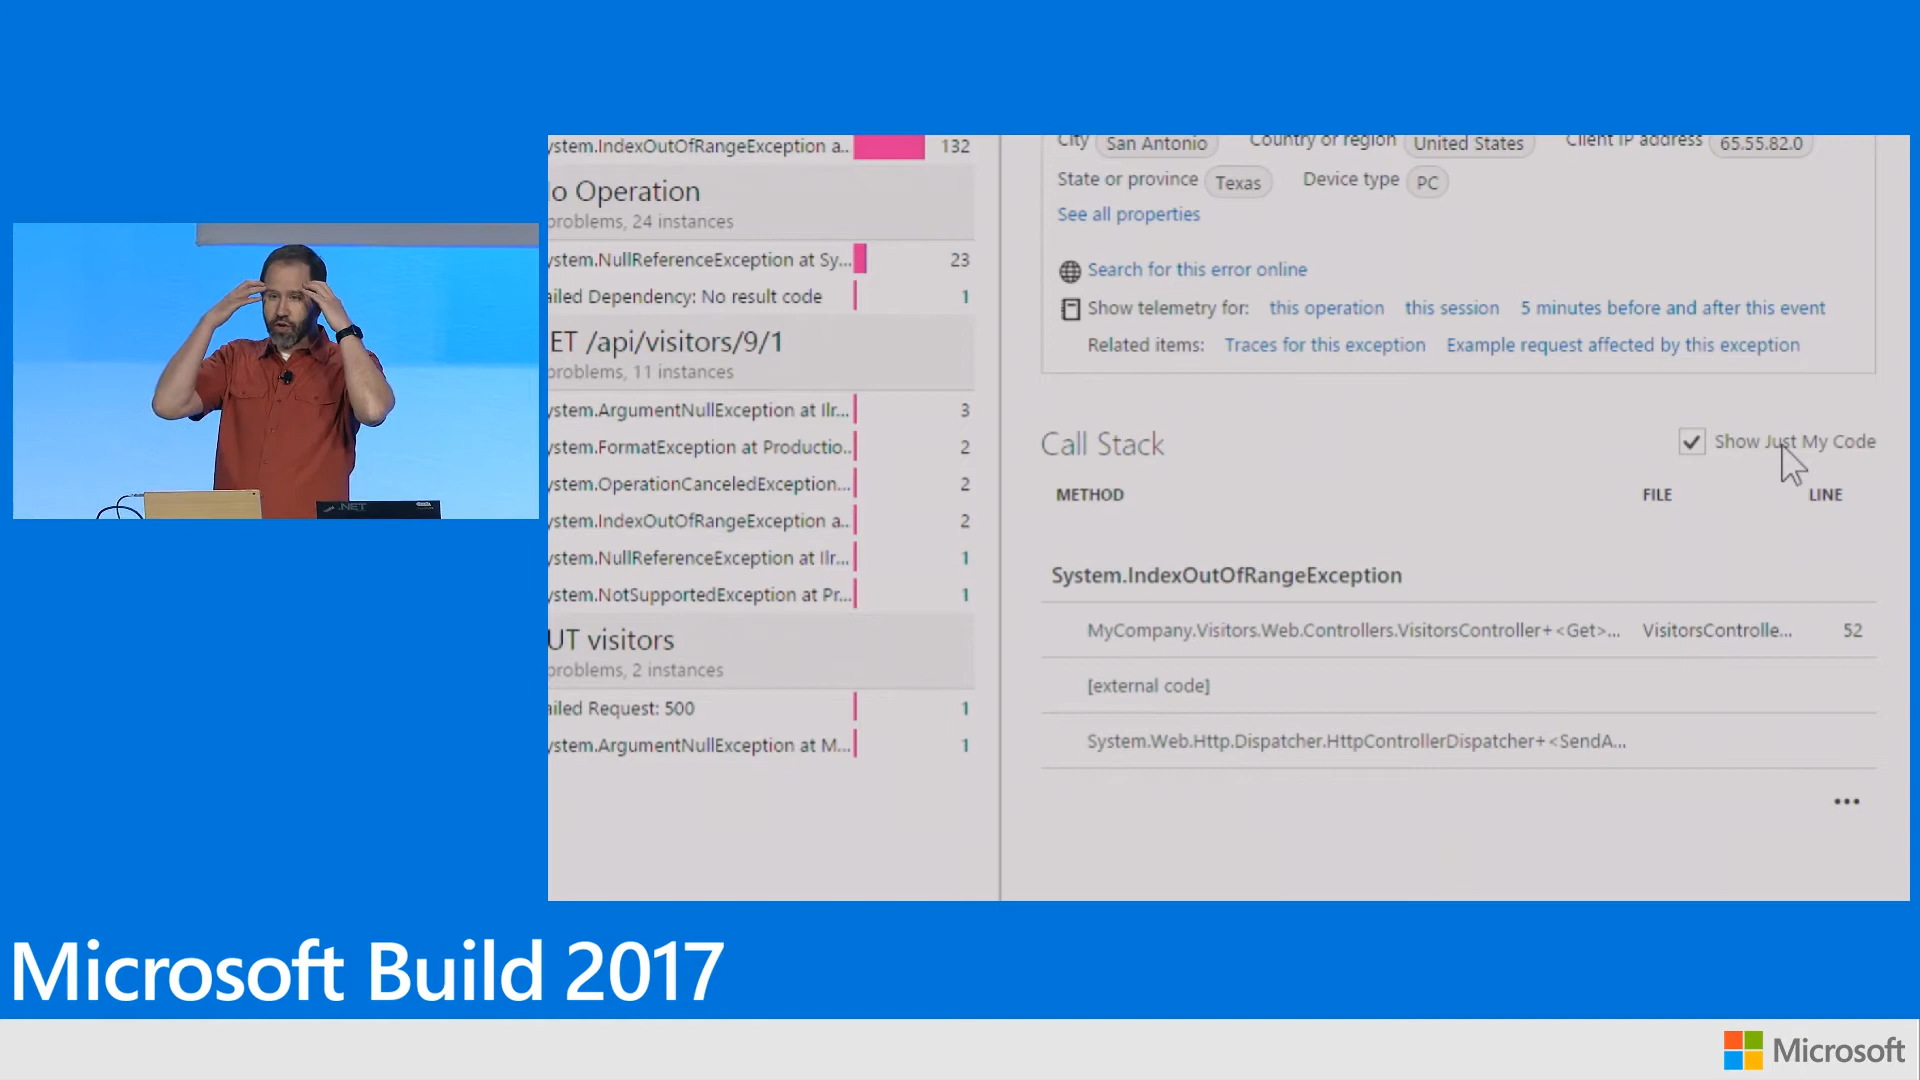 ystem.IndexOutOfRangeException a.. 132
o Operation
problems, 24 instances
ystem.NullReferenceException at Sy... 23
ailed Dependency: No result code 1
ET /api/visitors/9/1
problems, 11 instances
ystem.ArgumentNullException at Ilr... 3
ystem.FormatException at Productio.. 2
ystem.OperationCanceledException... 2
ystem.IndexOutOfRangeException a.. 2
ystem.NullReferenceException at Ilr... 1
ystem.NotSupportedException at Pr... 1
UT visitors
problems, 2 instances
ailed Request: 500 1
ystem.ArgumentNullException at M... 1
City San Antonio Country or region United States Client IP address 65.55.82.0
State or province Texas Device type PC
See all properties
Search for this error online
Show telemetry for: this operation this session 5 minutes before and after this event
Related items: Traces for this exception Example request affected by this exception
Call Stack Show Just My Code
METHOD FILE LINE
System.IndexOutOfRangeException
MyCompany.Visitors.Web.Controllers.VisitorsController+<Get>... VisitorsControlle... 52
[external code]
System.Web.Http.Dispatcher.HttpControllerDispatcher+<SendA...
...
.NET
Microsoft Build 2017
Microsoft